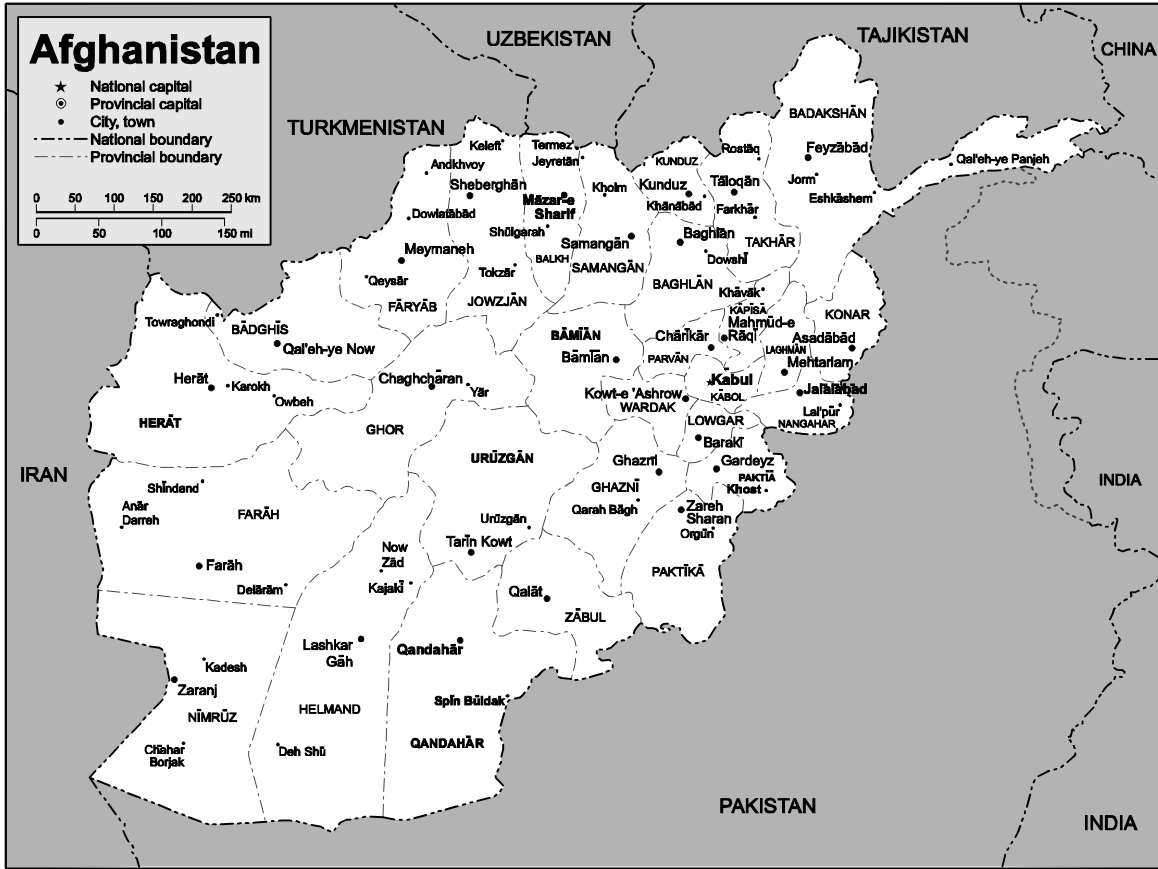 Afghanistan
National capital
Provincial capital
City, town
National boundary
Provincial boundary
0 50 100 150 200 250 km
0 50 100 150 mi
UZBEKISTAN
TAJIKISTAN
CHINA
TURKMENISTAN
BADAKSHĀN
Keleft
Termez
Jeyretān
Andkhvoy
KUNDUZ
Rostāq
Feyzābād
Qal'eh-ye Panjeh
Sheberghān
Māzar-e
Sharif
Kholm
Kunduz
Tāloqān
Jorm
Eshkāshem
Khānābād
Farkhār
Dowlatābād
Shūlgarah
Samangān
Baghlān
TAKHĀR
Meymaneh
BALKH
SAMANGĀN
Dowshī
Tokzār
Qeysār
BAGHLĀN
Khāvāk
FĀRYĀB
JOWZJĀN
KĀPĪSĀ
KONAR
Towraghondi
BĀDGHĪS
BĀMĪĀN
Chārīkār
Mahmūd-e
Rāqī
Asadābād
Qal'eh-ye Now
Bāmīān
PARVĀN
LAGHMĀN
Mehtarlam
Herāt
Karokh
Chaghcharan
Yār
Kabul
Jalālābād
Owbeh
Kowt-e 'Ashrow
KĀBOL
WARDAK
Lal'pūr
HERĀT
GHOR
LOWGAR
NANGAHAR
Barakī
URŪZGĀN
Ghaznī
Gardeyz
IRAN
PAKTĪĀ
INDIA
Shīndand
GHAZNĪ
Khost
Anār
Darreh
FARĀH
Qarah Bāgh
Zareh
Sharan
Urūzgān
Orgūn
Tarīn Kowt
Now
Zād
Farāh
PAKTĪKĀ
Delārām
Kajakī
Qalāt
ZĀBUL
Lashkar
Gāh
Qandahār
Kadesh
Zaranj
Spīn Būldak
NĪMRŪZ
HELMAND
Chahar
Borjak
Deh Shū
QANDAHĀR
PAKISTAN
INDIA